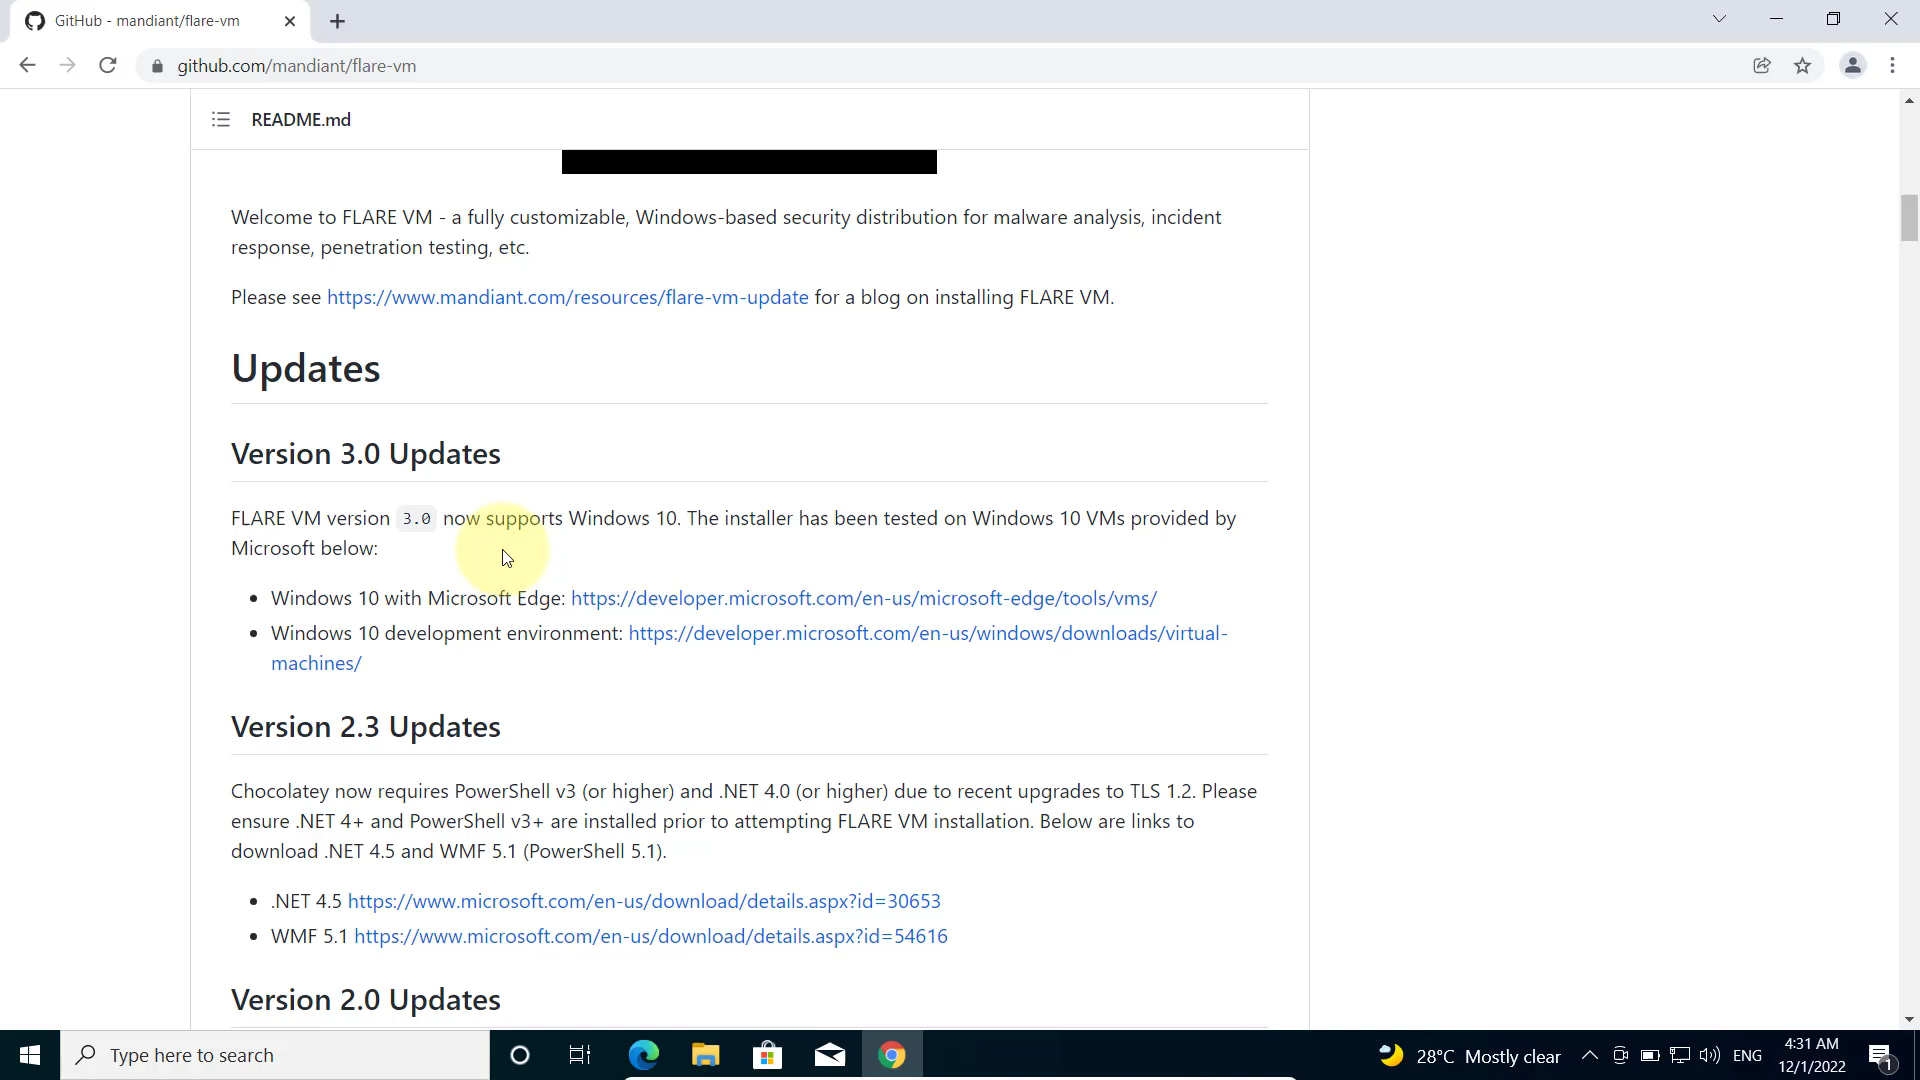 GitHub - mandiant/flare-vm
github.com/mandiant/flare-vm
README.md
Welcome to FLARE VM - a fully customizable, Windows-based security distribution for malware analysis, incident
response, penetration testing, etc.
Please see https://www.mandiant.com/resources/flare-vm-update for a blog on installing FLARE VM.
Updates
Version 3.0 Updates
FLARE VM version 3.0 now supports Windows 10. The installer has been tested on Windows 10 VMs provided by
Microsoft below:
• Windows 10 with Microsoft Edge: https://developer.microsoft.com/en-us/microsoft-edge/tools/vms/
• Windows 10 development environment: https://developer.microsoft.com/en-us/windows/downloads/virtual-
machines/
Version 2.3 Updates
Chocolatey now requires PowerShell v3 (or higher) and .NET 4.0 (or higher) due to recent upgrades to TLS 1.2. Please
ensure .NET 4+ and PowerShell v3+ are installed prior to attempting FLARE VM installation. Below are links to
download .NET 4.5 and WMF 5.1 (PowerShell 5.1).
• .NET 4.5 https://www.microsoft.com/en-us/download/details.aspx?id=30653
• WMF 5.1 https://www.microsoft.com/en-us/download/details.aspx?id=54616
Version 2.0 Updates
Type here to search
28°C Mostly clear
ENG
4:31 AM
12/1/2022
1